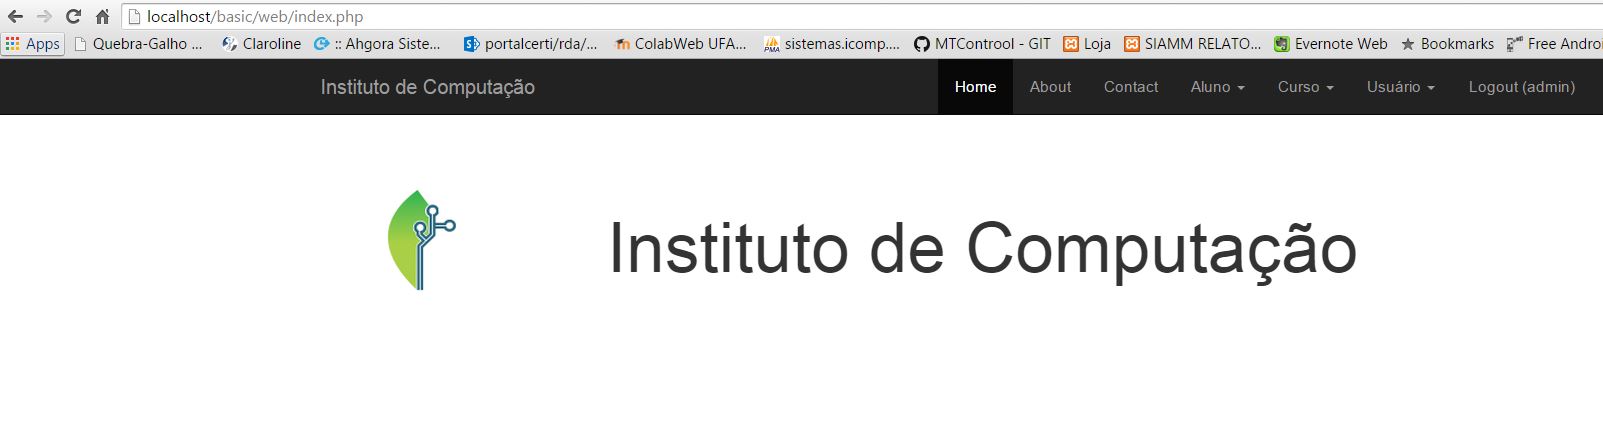 localhost/basic/web/index.php
Apps Quebra-Galho ... Claroline :: Ahgora Siste... portalcerti/rda/... ColabWeb UFA... sistemas.icomp.... MTControol - GIT Loja SIAMM RELATO... Evernote Web Bookmarks Free Andro
Instituto de Computação Home About Contact Aluno Curso Usuário Logout (admin)
Instituto de Computação